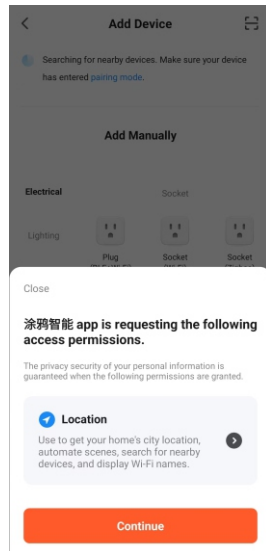 Add Device
Searching for nearby devices. Make sure your device
has entered pairing mode.
Add Manually
Electrical
Socket
Lighting
Plug
Socket
Socket
Close
涂鸦智能 app is requesting the following
access permissions.
The privacy security of your personal information is
guaranteed when the following permissions are granted.
Location
Use to get your home's city location,
automate scenes, search for nearby
devices, and display Wi-Fi names.
Continue